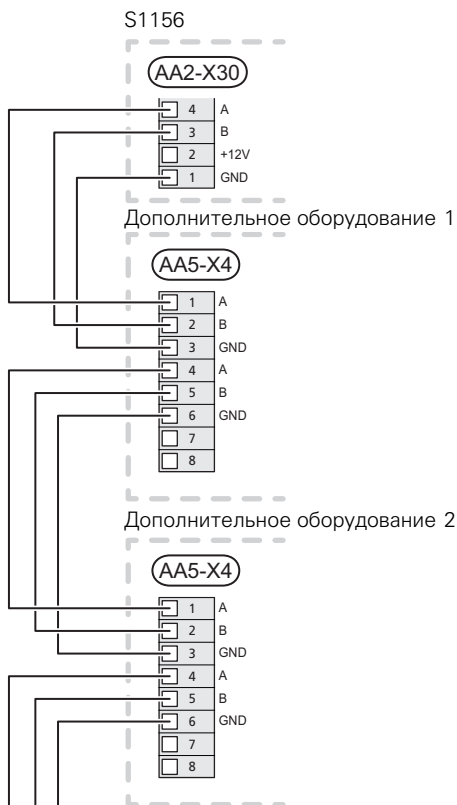 S1156
AA2-X30
4 A
3 B
2 +12V
1 GND
Дополнительное оборудование 1
AA5-X4
1 A
2 B
3 GND
4 A
5 B
6 GND
7
8
Дополнительное оборудование 2
AA5-X4
1 A
2 B
3 GND
4 A
5 B
6 GND
7
8